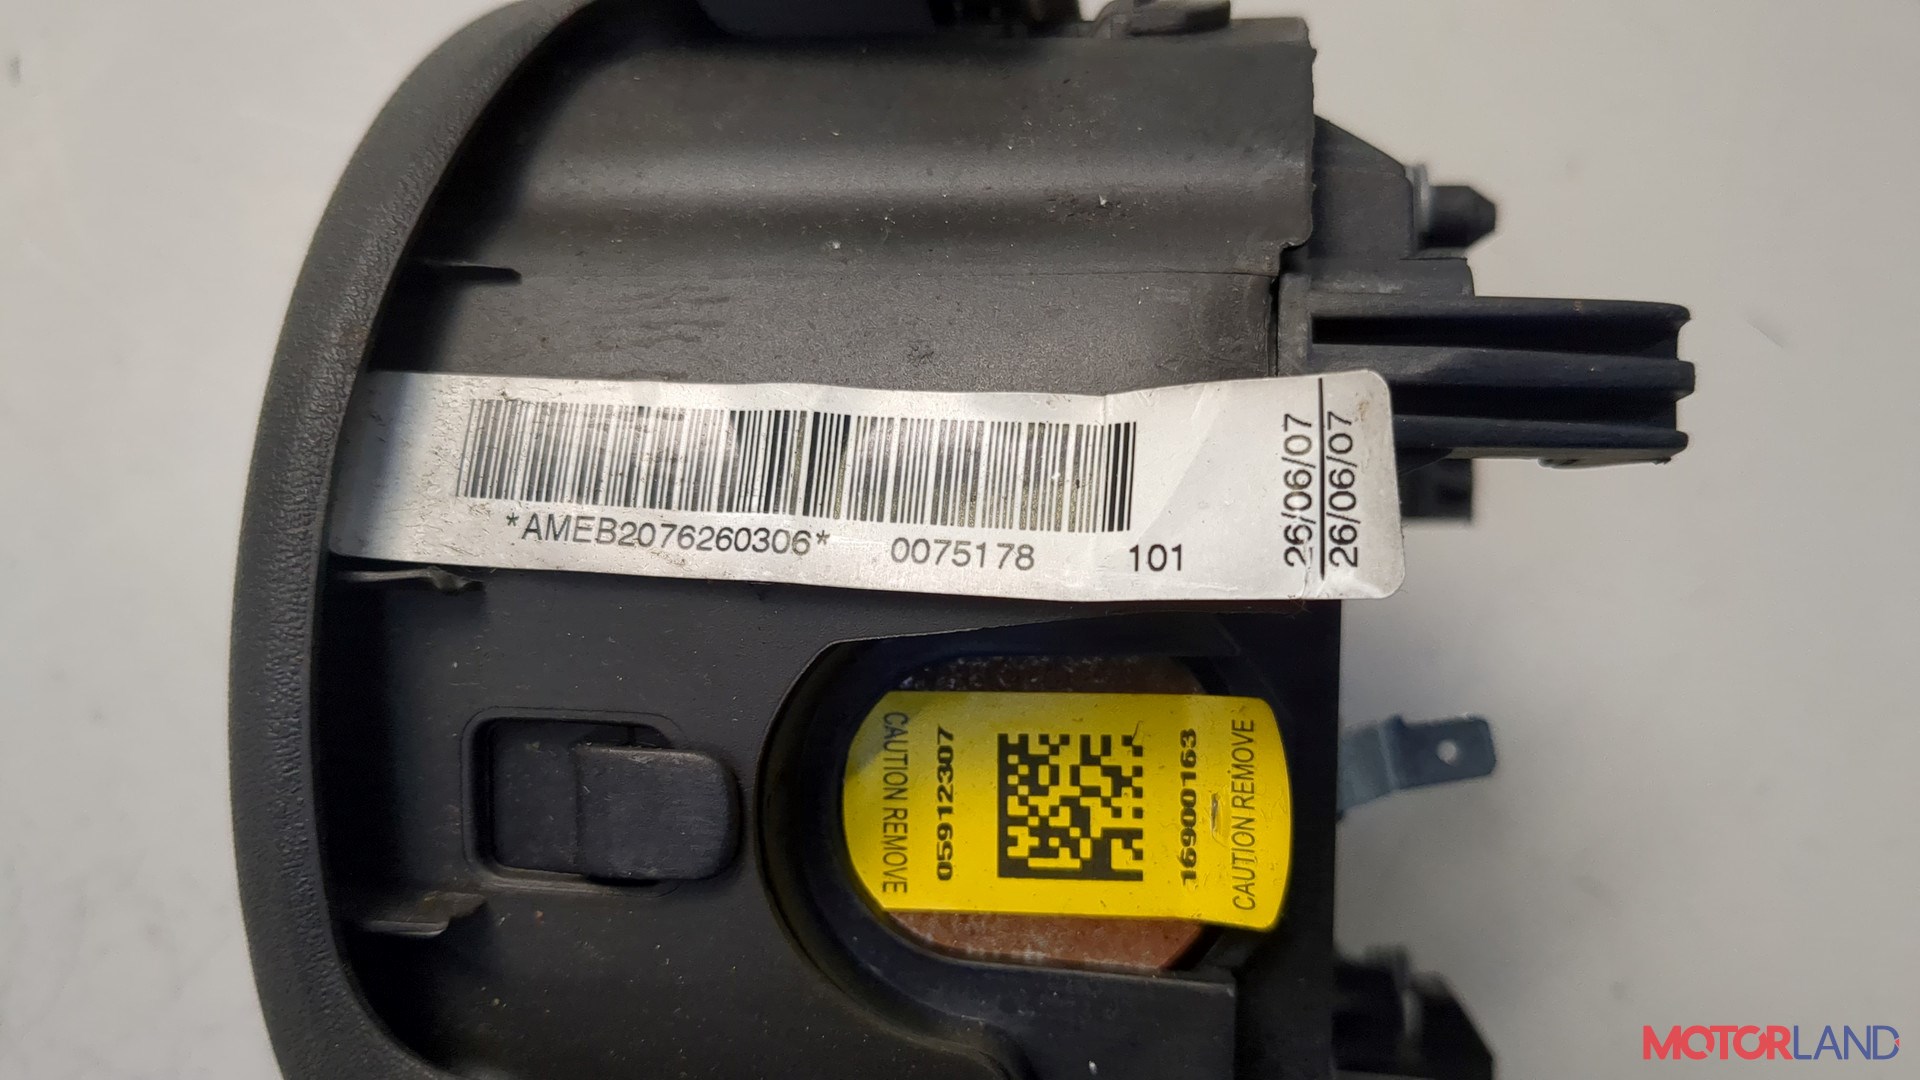 *AMEB2076260306* 0075178 101
26/06/07
26/06/07
CAUTION REMOVE
05912307
16900163
CAUTION REMOVE
MOTORLAND